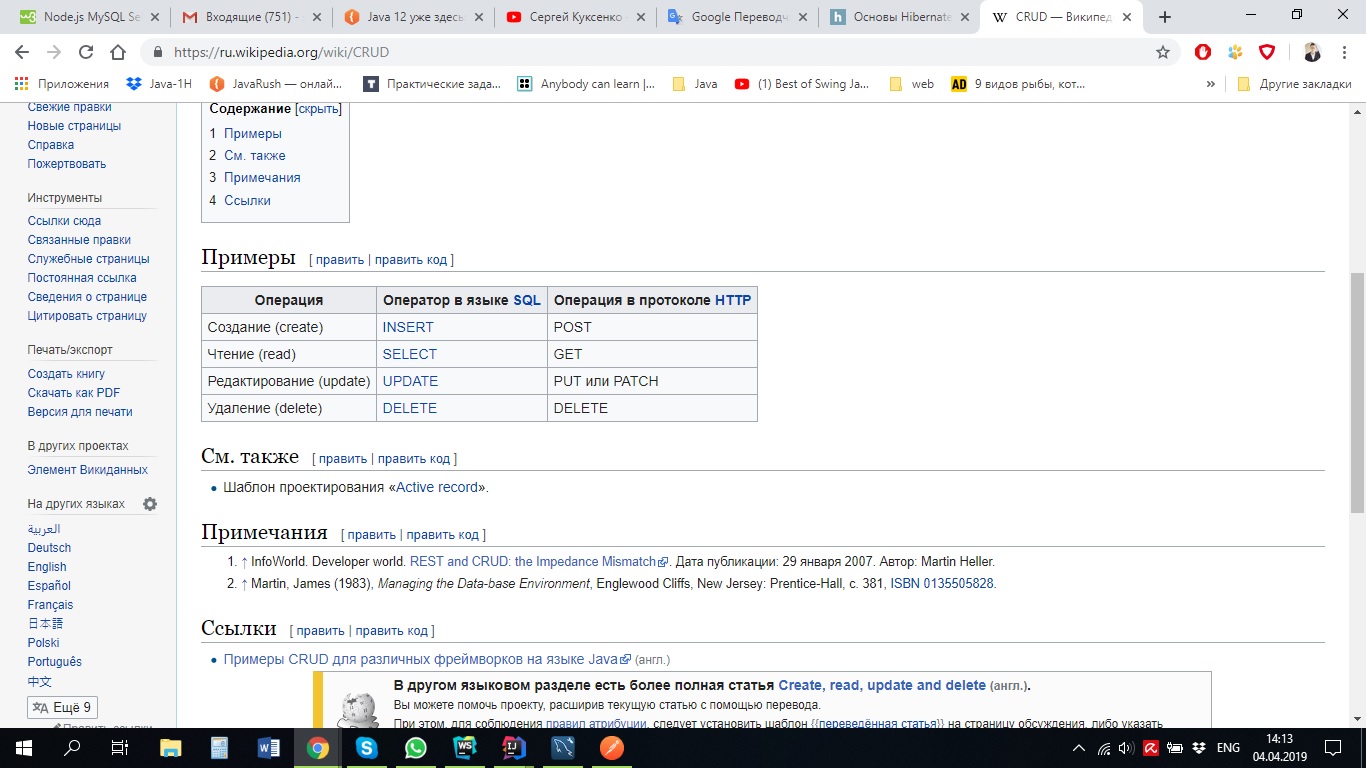 Node.js MySQL Se
Входящие (751) -
Java 12 уже здесь
Сергей Куксенко
Google Переводч
Основы Hibernate
CRUD — Википед
https://ru.wikipedia.org/wiki/CRUD
Приложения
Java-1H
JavaRush — онлай...
Практические зада...
Anybody can learn |...
Java
(1) Best of Swing Ja...
web
9 видов рыбы, кот...
»
Другие закладки
Свежие правки
Новые страницы
Справка
Пожертвовать
Инструменты
Ссылки сюда
Связанные правки
Служебные страницы
Постоянная ссылка
Сведения о странице
Цитировать страницу
Печать/экспорт
Создать книгу
Скачать как PDF
Версия для печати
В других проектах
Элемент Викиданных
На других языках
العربية
Deutsch
English
Español
Français
日本語
Polski
Português
中文
Ещё 9
Править ссылки
Содержание [скрыть]
1 Примеры
2 См. также
3 Примечания
4 Ссылки
Примеры [ править | править код ]
Операция Оператор в языке SQL Операция в протоколе HTTP
Создание (create) INSERT POST
Чтение (read) SELECT GET
Редактирование (update) UPDATE PUT или PATCH
Удаление (delete) DELETE DELETE
См. также [ править | править код ]
• Шаблон проектирования «Active record».
Примечания [ править | править код ]
1. ↑ InfoWorld. Developer world. REST and CRUD: the Impedance Mismatch. Дата публикации: 29 января 2007. Автор: Martin Heller.
2. ↑ Martin, James (1983), Managing the Data-base Environment, Englewood Cliffs, New Jersey: Prentice-Hall, с. 381, ISBN 0135505828.
Ссылки [ править | править код ]
• Примеры CRUD для различных фреймворков на языке Java (англ.)
В другом языковом разделе есть более полная статья Create, read, update and delete (англ.).
Вы можете помочь проекту, расширив текущую статью с помощью перевода.
При этом, для соблюдения правил атрибуции, следует установить шаблон {{переведённая статья}} на страницу обсуждения, либо указать
ENG
14:13
04.04.2019